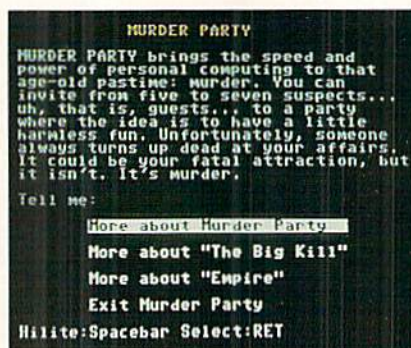 MURDER PARTY
MURDER PARTY brings the speed and
power of personal computing to that
age-old pastime: murder. You can
invite from five to seven suspects...
uh, that is, guests... to a party
where the idea is to have a little
harmless fun. Unfortunately, someone
always turns up dead at your affairs.
It could be your fatal attraction, but
it isn't. It's murder.
Tell me:
More about Murder Party
More about "The Big Kill"
More about "Empire"
Exit Murder Party
Hilite:Spacebar Select:RET